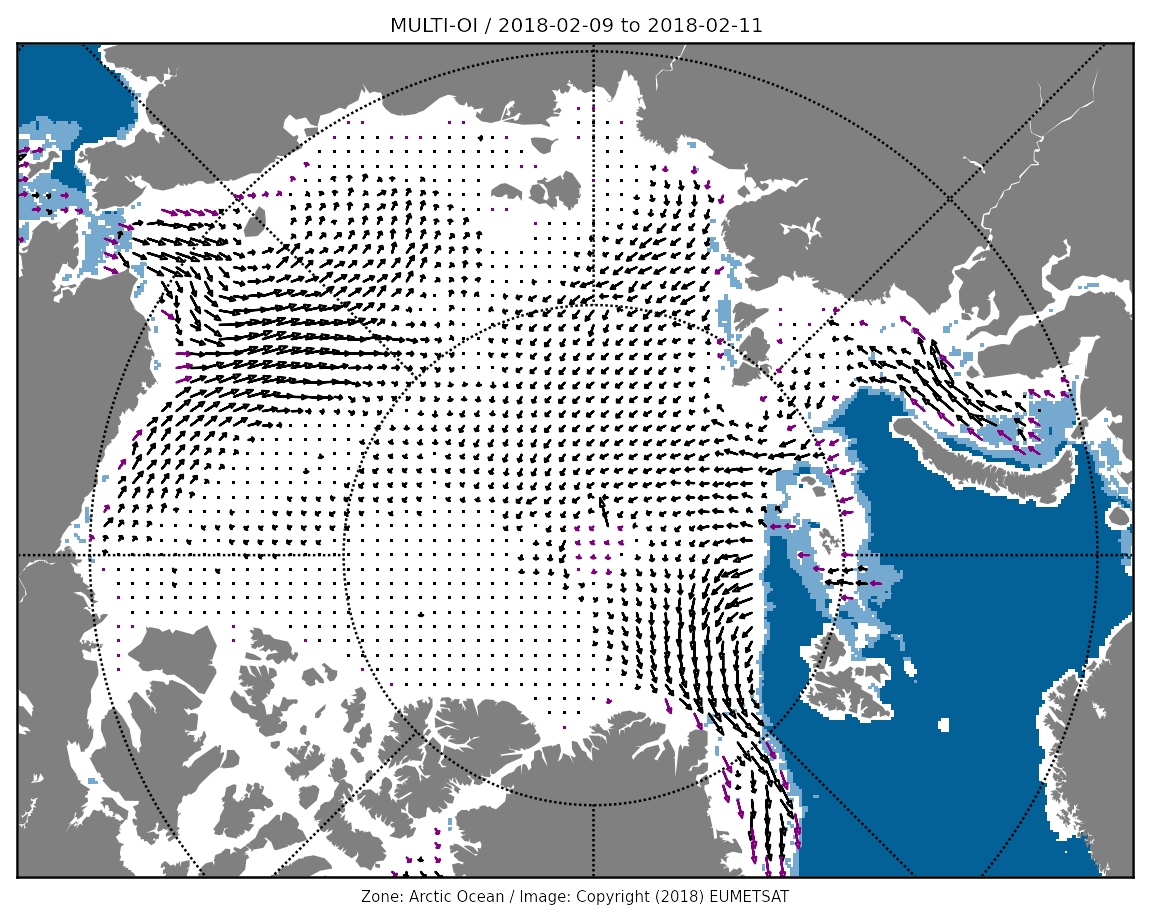 MULTI-OI / 2018-02-09 to 2018-02-11
Zone: Arctic Ocean / Image: Copyright (2018) EUMETSAT